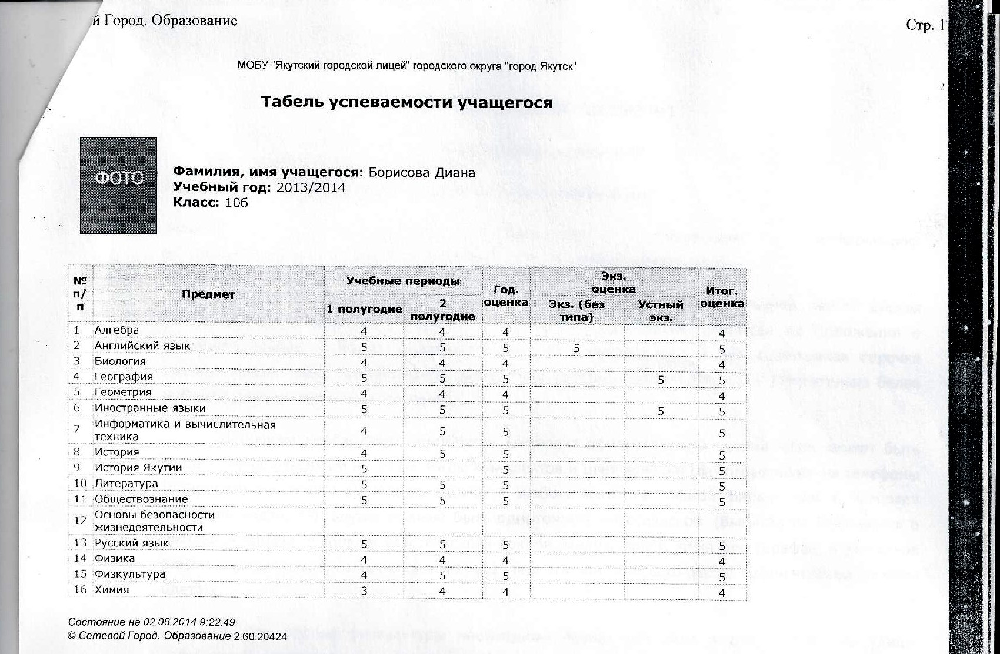 й Город. Образование
Стр. 1
МОБУ "Якутский городской лицей" городского округа "город Якутск"
Табель успеваемости учащегося
ФОТО
Фамилия, имя учащегося: Борисова Диана
Учебный год: 2013/2014
Класс: 10б
№ п/п Предмет Учебные периоды Год. оценка Экз. оценка Итог. оценка
1 полугодие 2 полугодие Экз. (без типа) Устный экз.
1 Алгебра 4 4 4 4
2 Английский язык 5 5 5 5 5
3 Биология 4 4 4 4
4 География 5 5 5 5 5
5 Геометрия 4 4 4 4
6 Иностранные языки 5 5 5 5 5
7 Информатика и вычислительная техника 4 5 5 5
8 История 4 5 5 5
9 История Якутии 5 5 5
10 Литература 5 5 5 5
11 Обществознание 5 5 5 5
12 Основы безопасности жизнедеятельности
13 Русский язык 5 5 5 5
14 Физика 4 4 4 4
15 Физкультура 4 5 5 5
16 Химия 3 4 4 4
Состояние на 02.06.2014 9:22:49
© Сетевой Город. Образование 2.60.20424